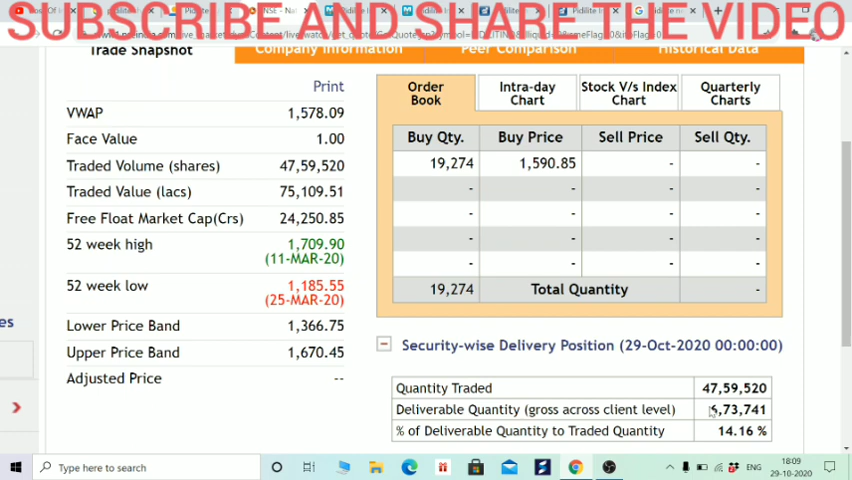 SUBSRIBE AND SHARE THE VIDEO
Trade Snapshot
Company Information
Peer Comparison
Historical Data
Print
VWAP 1,578.09
Face Value 1.00
Traded Volume (shares) 47,59,520
Traded Value (lacs) 75,109.51
Free Float Market Cap(Crs) 24,250.85
52 week high 1,709.90
(11-MAR-20)
52 week low 1,185.55
(25-MAR-20)
Lower Price Band 1,366.75
Upper Price Band 1,670.45
Adjusted Price --
Order Book
Intra-day Chart
Stock V/s Index Chart
Quarterly Charts
Buy Qty. Buy Price Sell Price Sell Qty.
19,274 1,590.85 - -
- - - -
- - - -
- - - -
- - - -
19,274 Total Quantity -
Security-wise Delivery Position (29-Oct-2020 00:00:00)
Quantity Traded 47,59,520
Deliverable Quantity (gross across client level) 6,73,741
% of Deliverable Quantity to Traded Quantity 14.16 %
es
Type here to search
ENG
18:09
29-10-2020